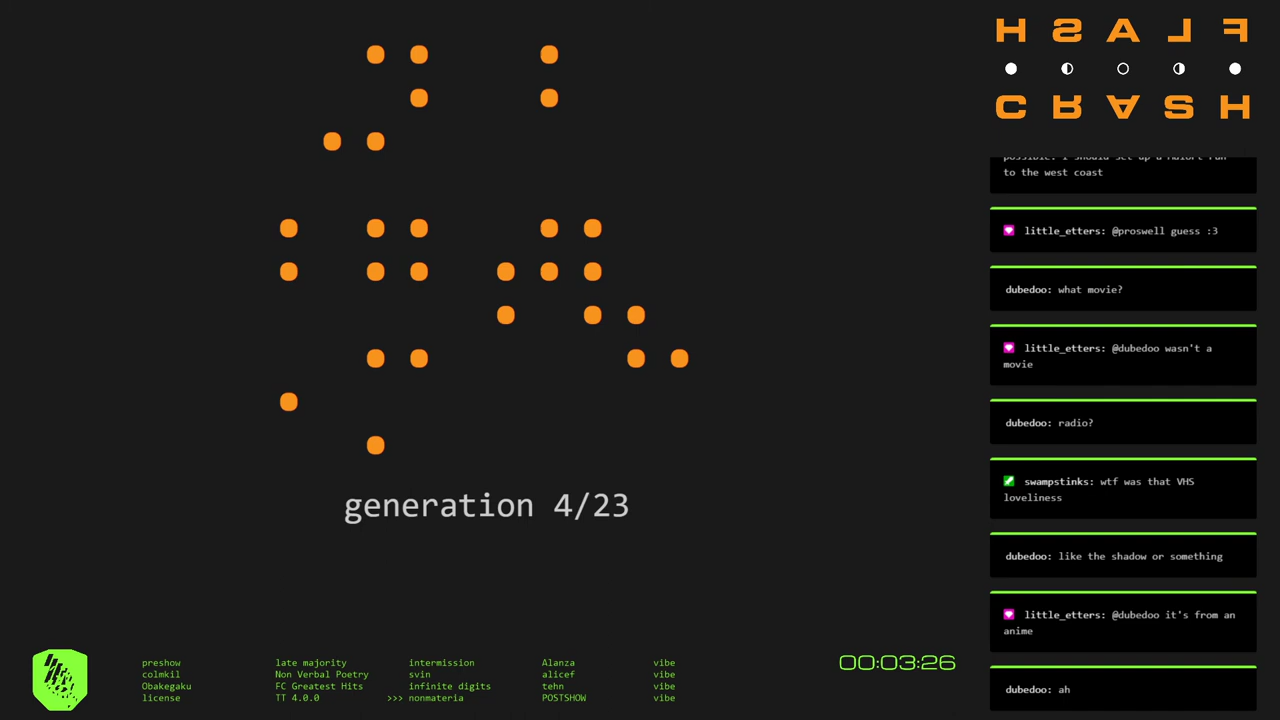 FLASH
CRASH
to the west coast
little_etters: @proswell guess :3
dubedoo: what movie?
little_etters: @dubedoo wasn't a
movie
dubedoo: radio?
swampstinks: wtf was that VHS
loveliness
dubedoo: like the shadow or something
little_etters: @dubedoo it's from an
anime
dubedoo: ah
generation 4/23
00:03:26
preshow
colmkil
Obakegaku
license
late majority
Non Verbal Poetry
FC Greatest Hits
TT 4.0.0
intermission
svin
infinite digits
>>> nonmateria
Alanza
alicef
tehn
POSTSHOW
vibe
vibe
vibe
vibe